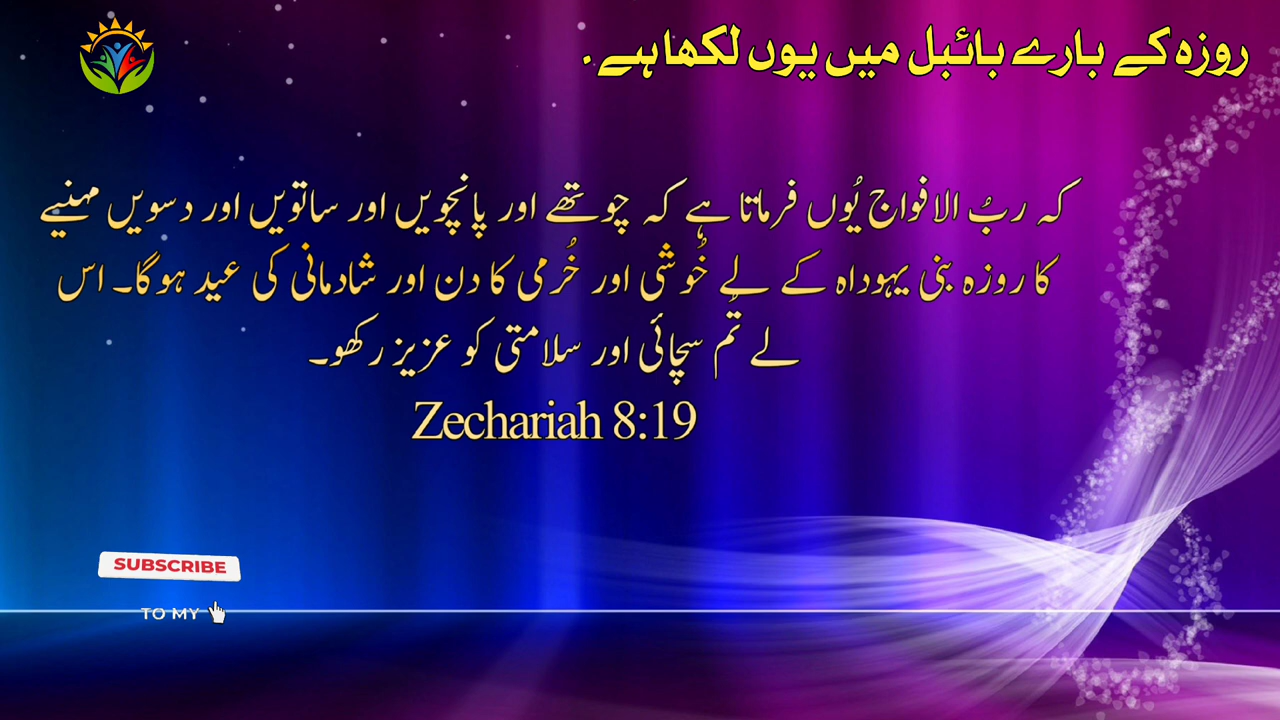 روزہ کے بارے بائبل میں یوں لکھا ہے .
کہ ربُ الافواج یُوں فرماتا ہے کہ چوتھے اور پانچویں اور ساتویں اور دسویں مہنیے
کا روزہ بنی یہوداہ کے لے خُوشی اور خُرمی کا دن اور شادمانی کی عید ہو گا۔ اس
لے تُم سچائی اور سلامتی کو عزیز رکھو۔
Zechariah 8:19
SUBSCRIBE
TO MY